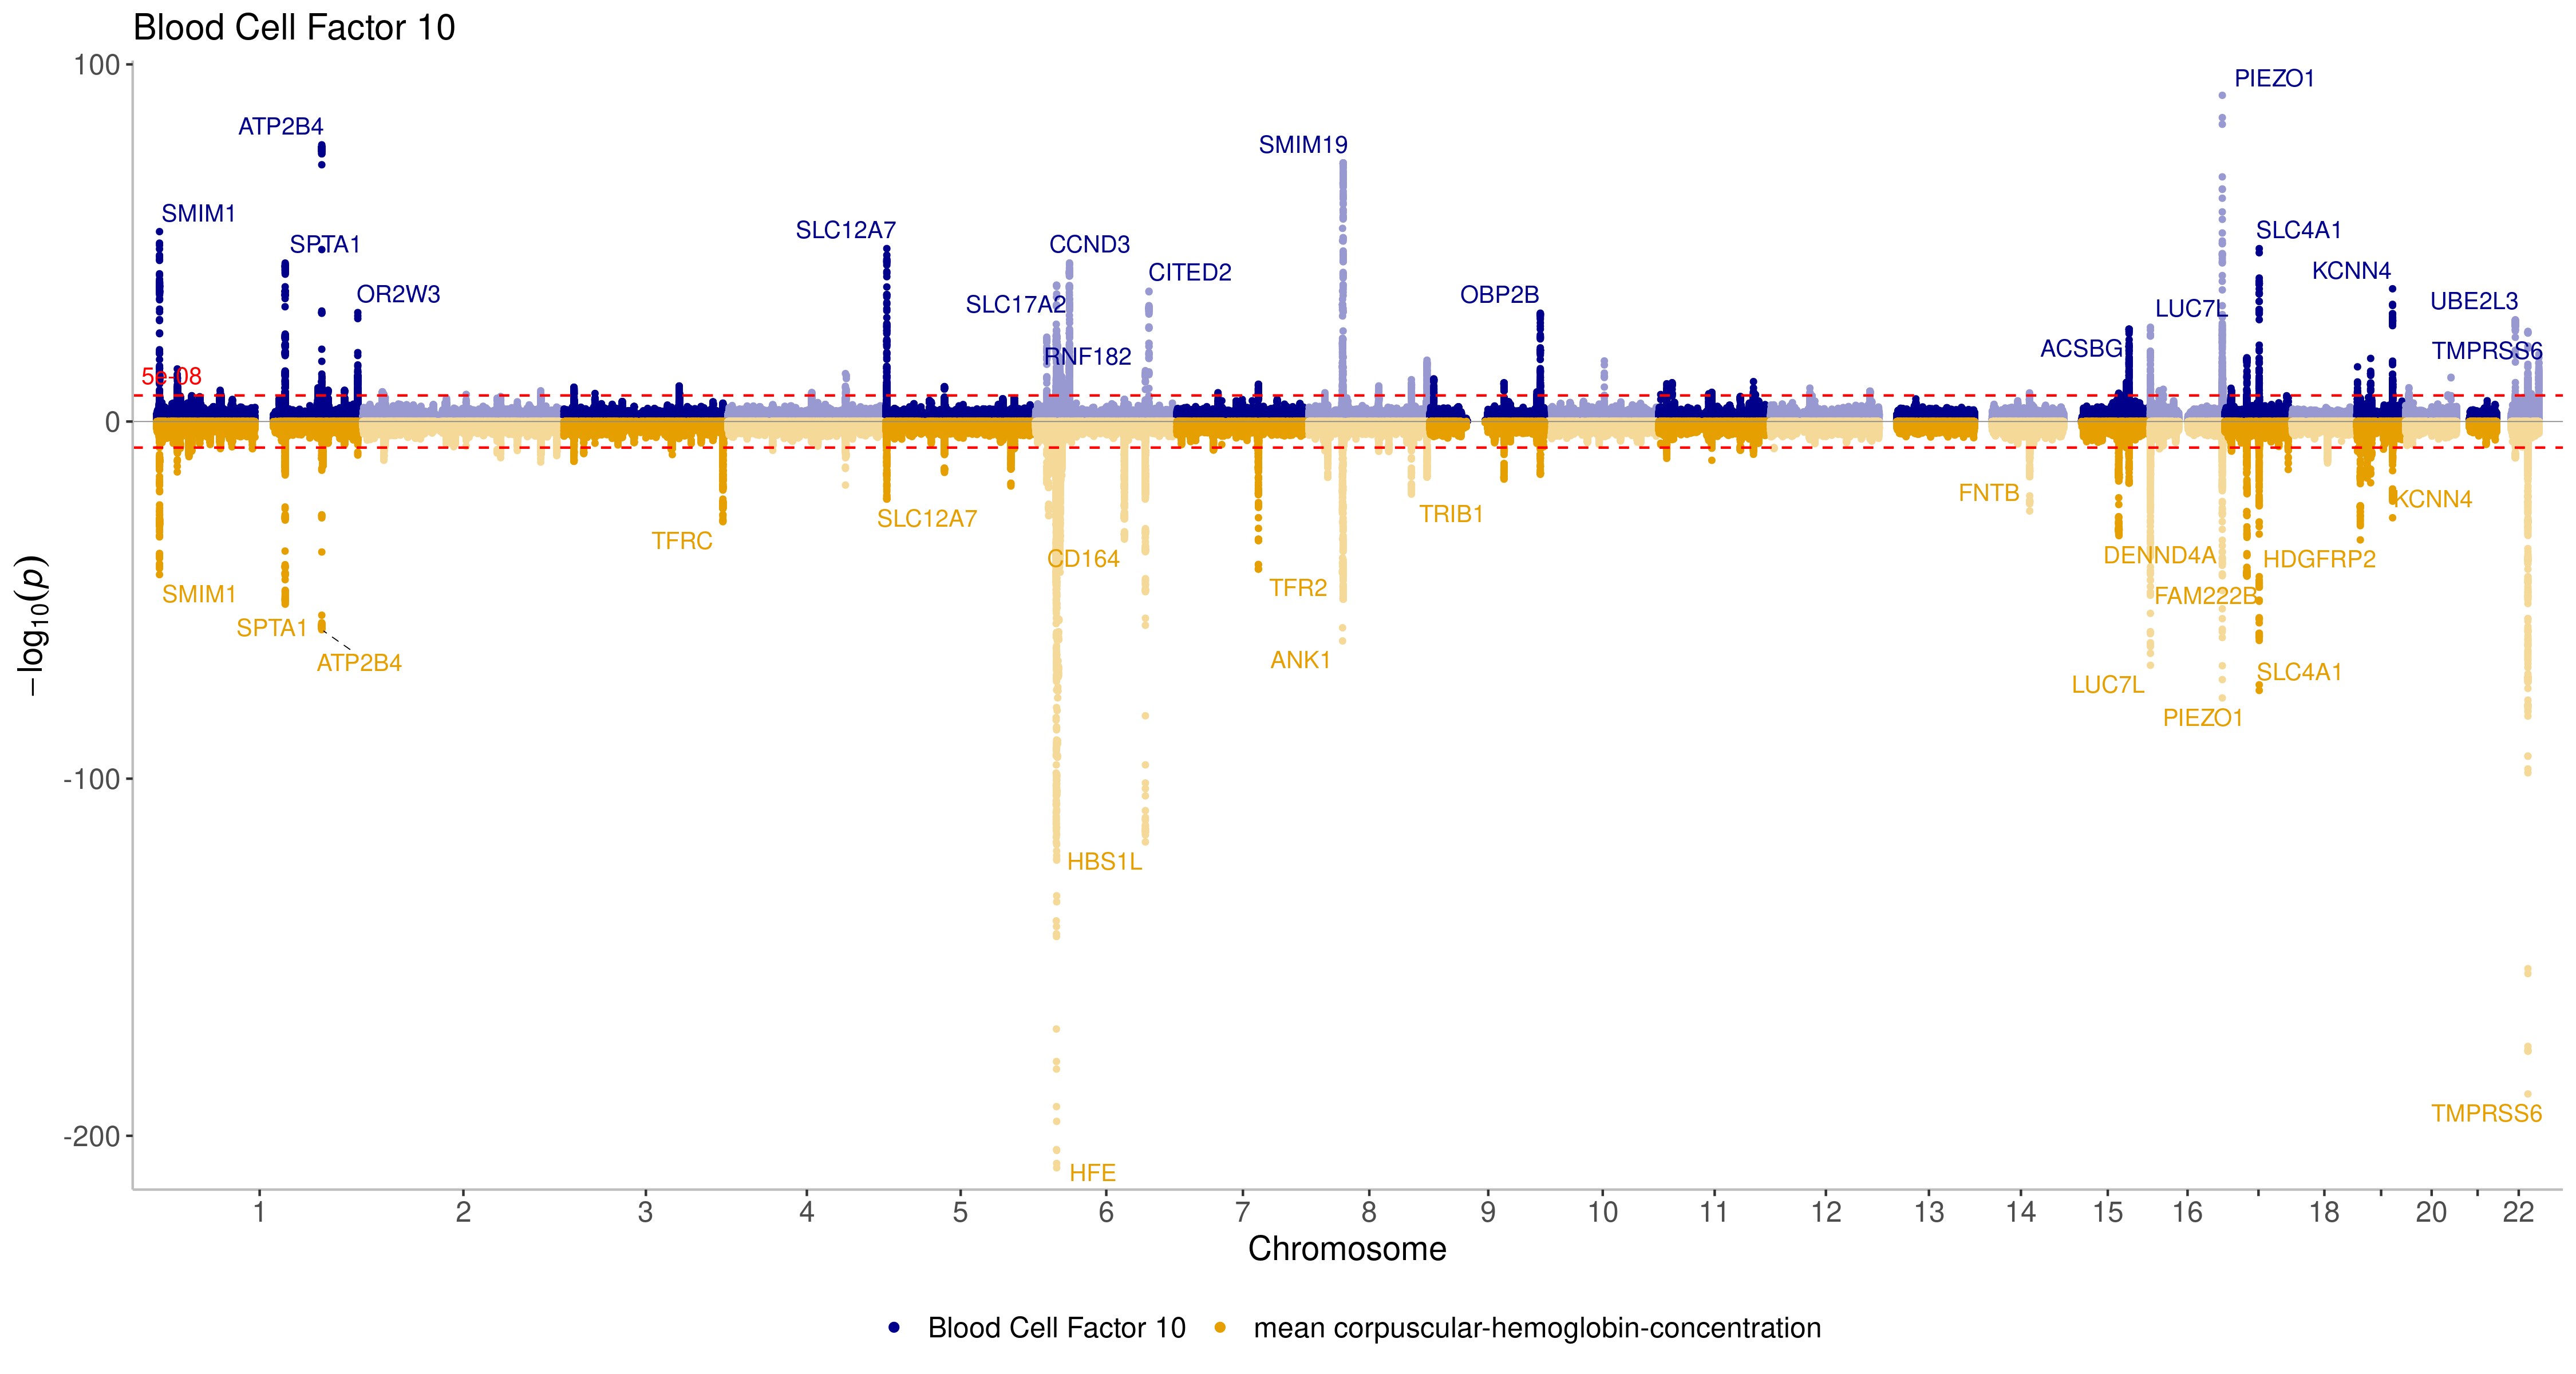 Blood Cell Factor 10
100
PIEZO1
ATP2B4
SMIM19
SMIM1
SPTA1
SLC12A7
CCND3
SLC4A1
CITED2
KCNN4
OR2W3
SLC17A2
OBP2B
LUC7L
UBE2L3
RNF182
ACSBG
TMPRSS6
5e-08
0
FNTB
TRIB1
KCNN4
TFRC
SLC12A7
CD164
DENND4A
HDGFRP2
SMIM1
TFR2
FAM222B
SPTA1
ATP2B4
ANK1
LUC7L
SLC4A1
PIEZO1
-100
HBS1L
-200
TMPRSS6
HFE
−log10(p)
1 2 3 4 5 6 7 8 9 10 11 12 13 14 15 16 18 20 22
Chromosome
Blood Cell Factor 10 mean corpuscular-hemoglobin-concentration